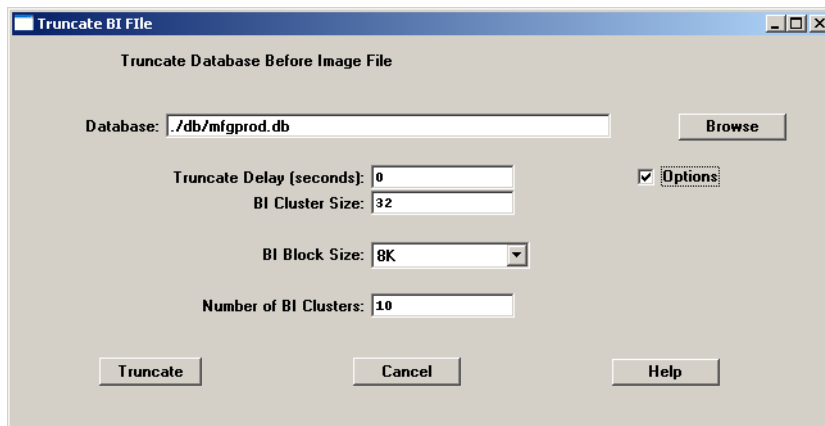 Truncate BI FIle
Truncate Database Before Image File
Database: ./db/mfgprod.db Browse
Truncate Delay (seconds): 0 Options
BI Cluster Size: 32
BI Block Size: 8K
Number of BI Clusters: 10
Truncate Cancel Help